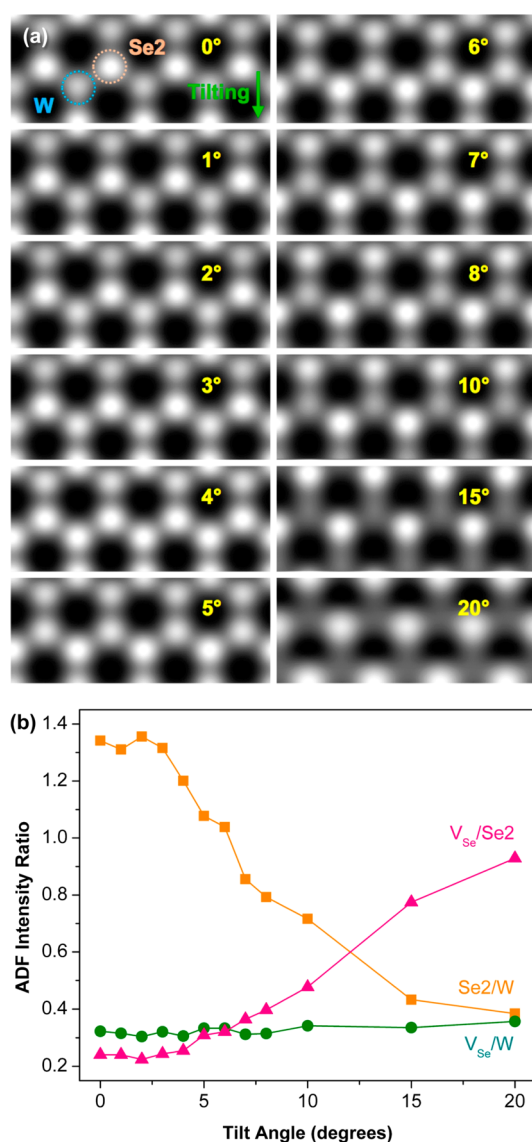 (a)
Se2
0°
W
Tilting
1°
2°
3°
4°
5°
6°
7°
8°
10°
15°
20°
(b)
1.4
1.2
1.0
0.8
0.6
0.4
0.2
ADF Intensity Ratio
V_Se/Se2
Se2/W
V_Se/W
0 5 10 15 20
Tilt Angle (degrees)